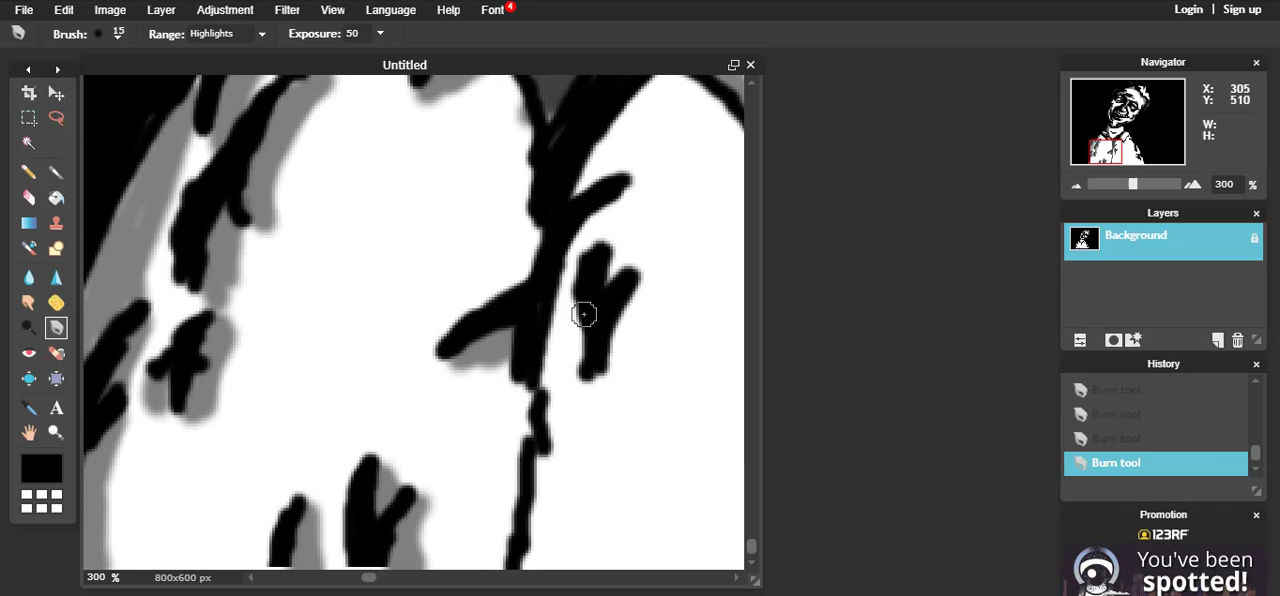 File Edit Image Layer Adjustment Filter View Language Help Font 4 Login | Sign up
Brush: 15 Range: Highlights Exposure: 50
Untitled
300 % 800x600 px
Navigator
X: 305
Y: 510
W:
H:
300 %
Layers
Background
History
Burn tool
Burn tool
Burn tool
Burn tool
Promotion
123RF
You've been
spotted!